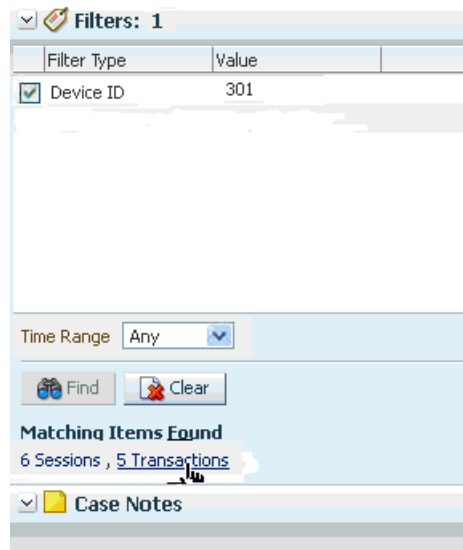 Filters: 1
Filter Type Value
Device ID 301
Time Range Any
Find Clear
Matching Items Found
6 Sessions , 5 Transactions
Case Notes